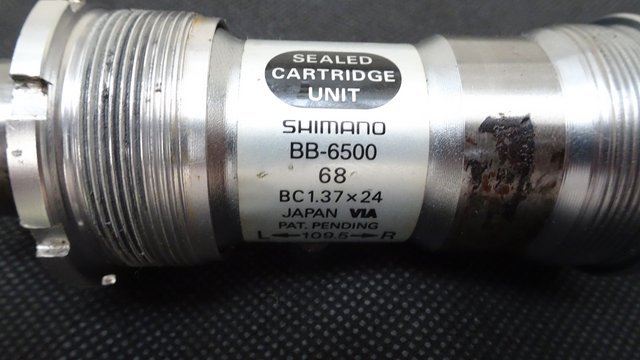 SEALED
CARTRIDGE
UNIT
SHIMANO
BB-6500
68
BC1.37×24
JAPAN VIA
PAT. PENDING
L←109.5→R